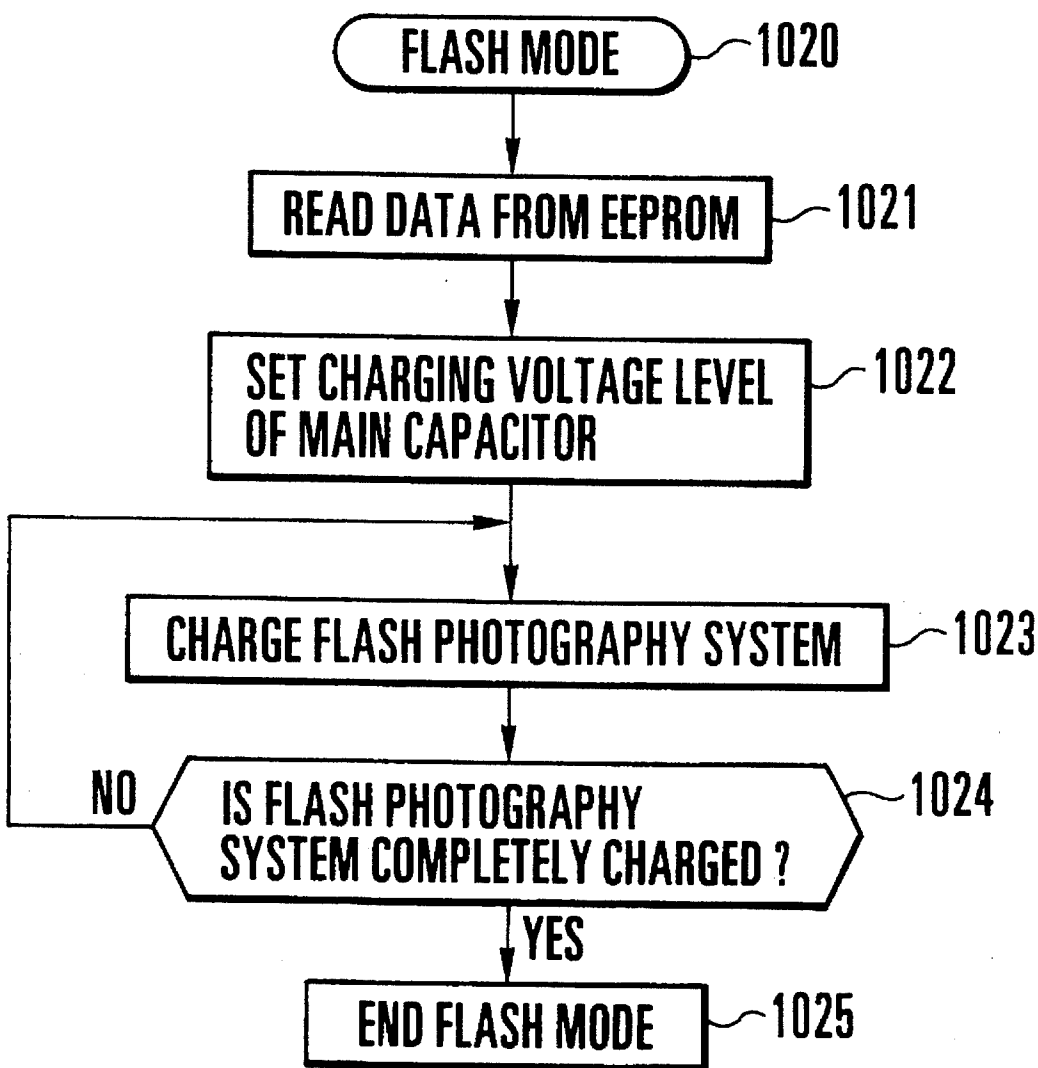 FLASH MODE
1020
READ DATA FROM EEPROM
1021
SET CHARGING VOLTAGE LEVEL
OF MAIN CAPACITOR
1022
CHARGE FLASH PHOTOGRAPHY SYSTEM
1023
NO
IS FLASH PHOTOGRAPHY
SYSTEM COMPLETELY CHARGED ?
1024
YES
END FLASH MODE
1025